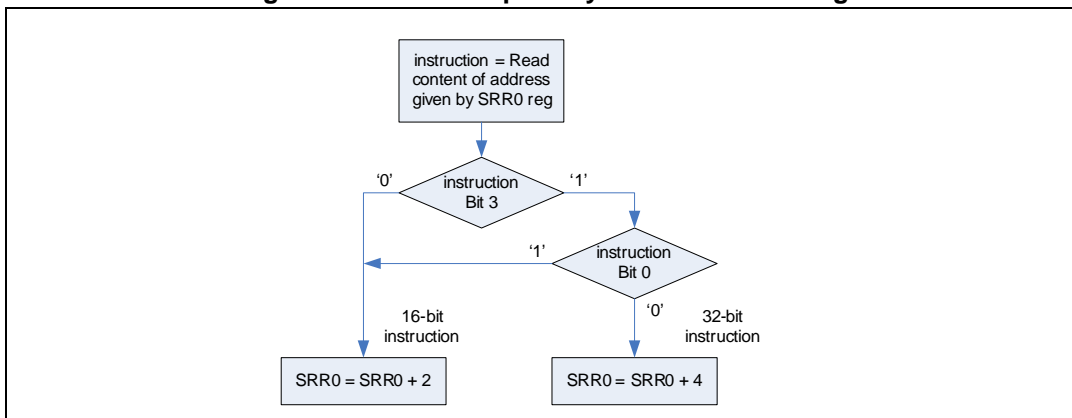 instruction = Read
content of address
given by SRR0 reg
‘0’
instruction
Bit 3
‘1’
‘1’
instruction
Bit 0
‘0’
16-bit
instruction
32-bit
instruction
SRR0 = SRR0 + 2
SRR0 = SRR0 + 4